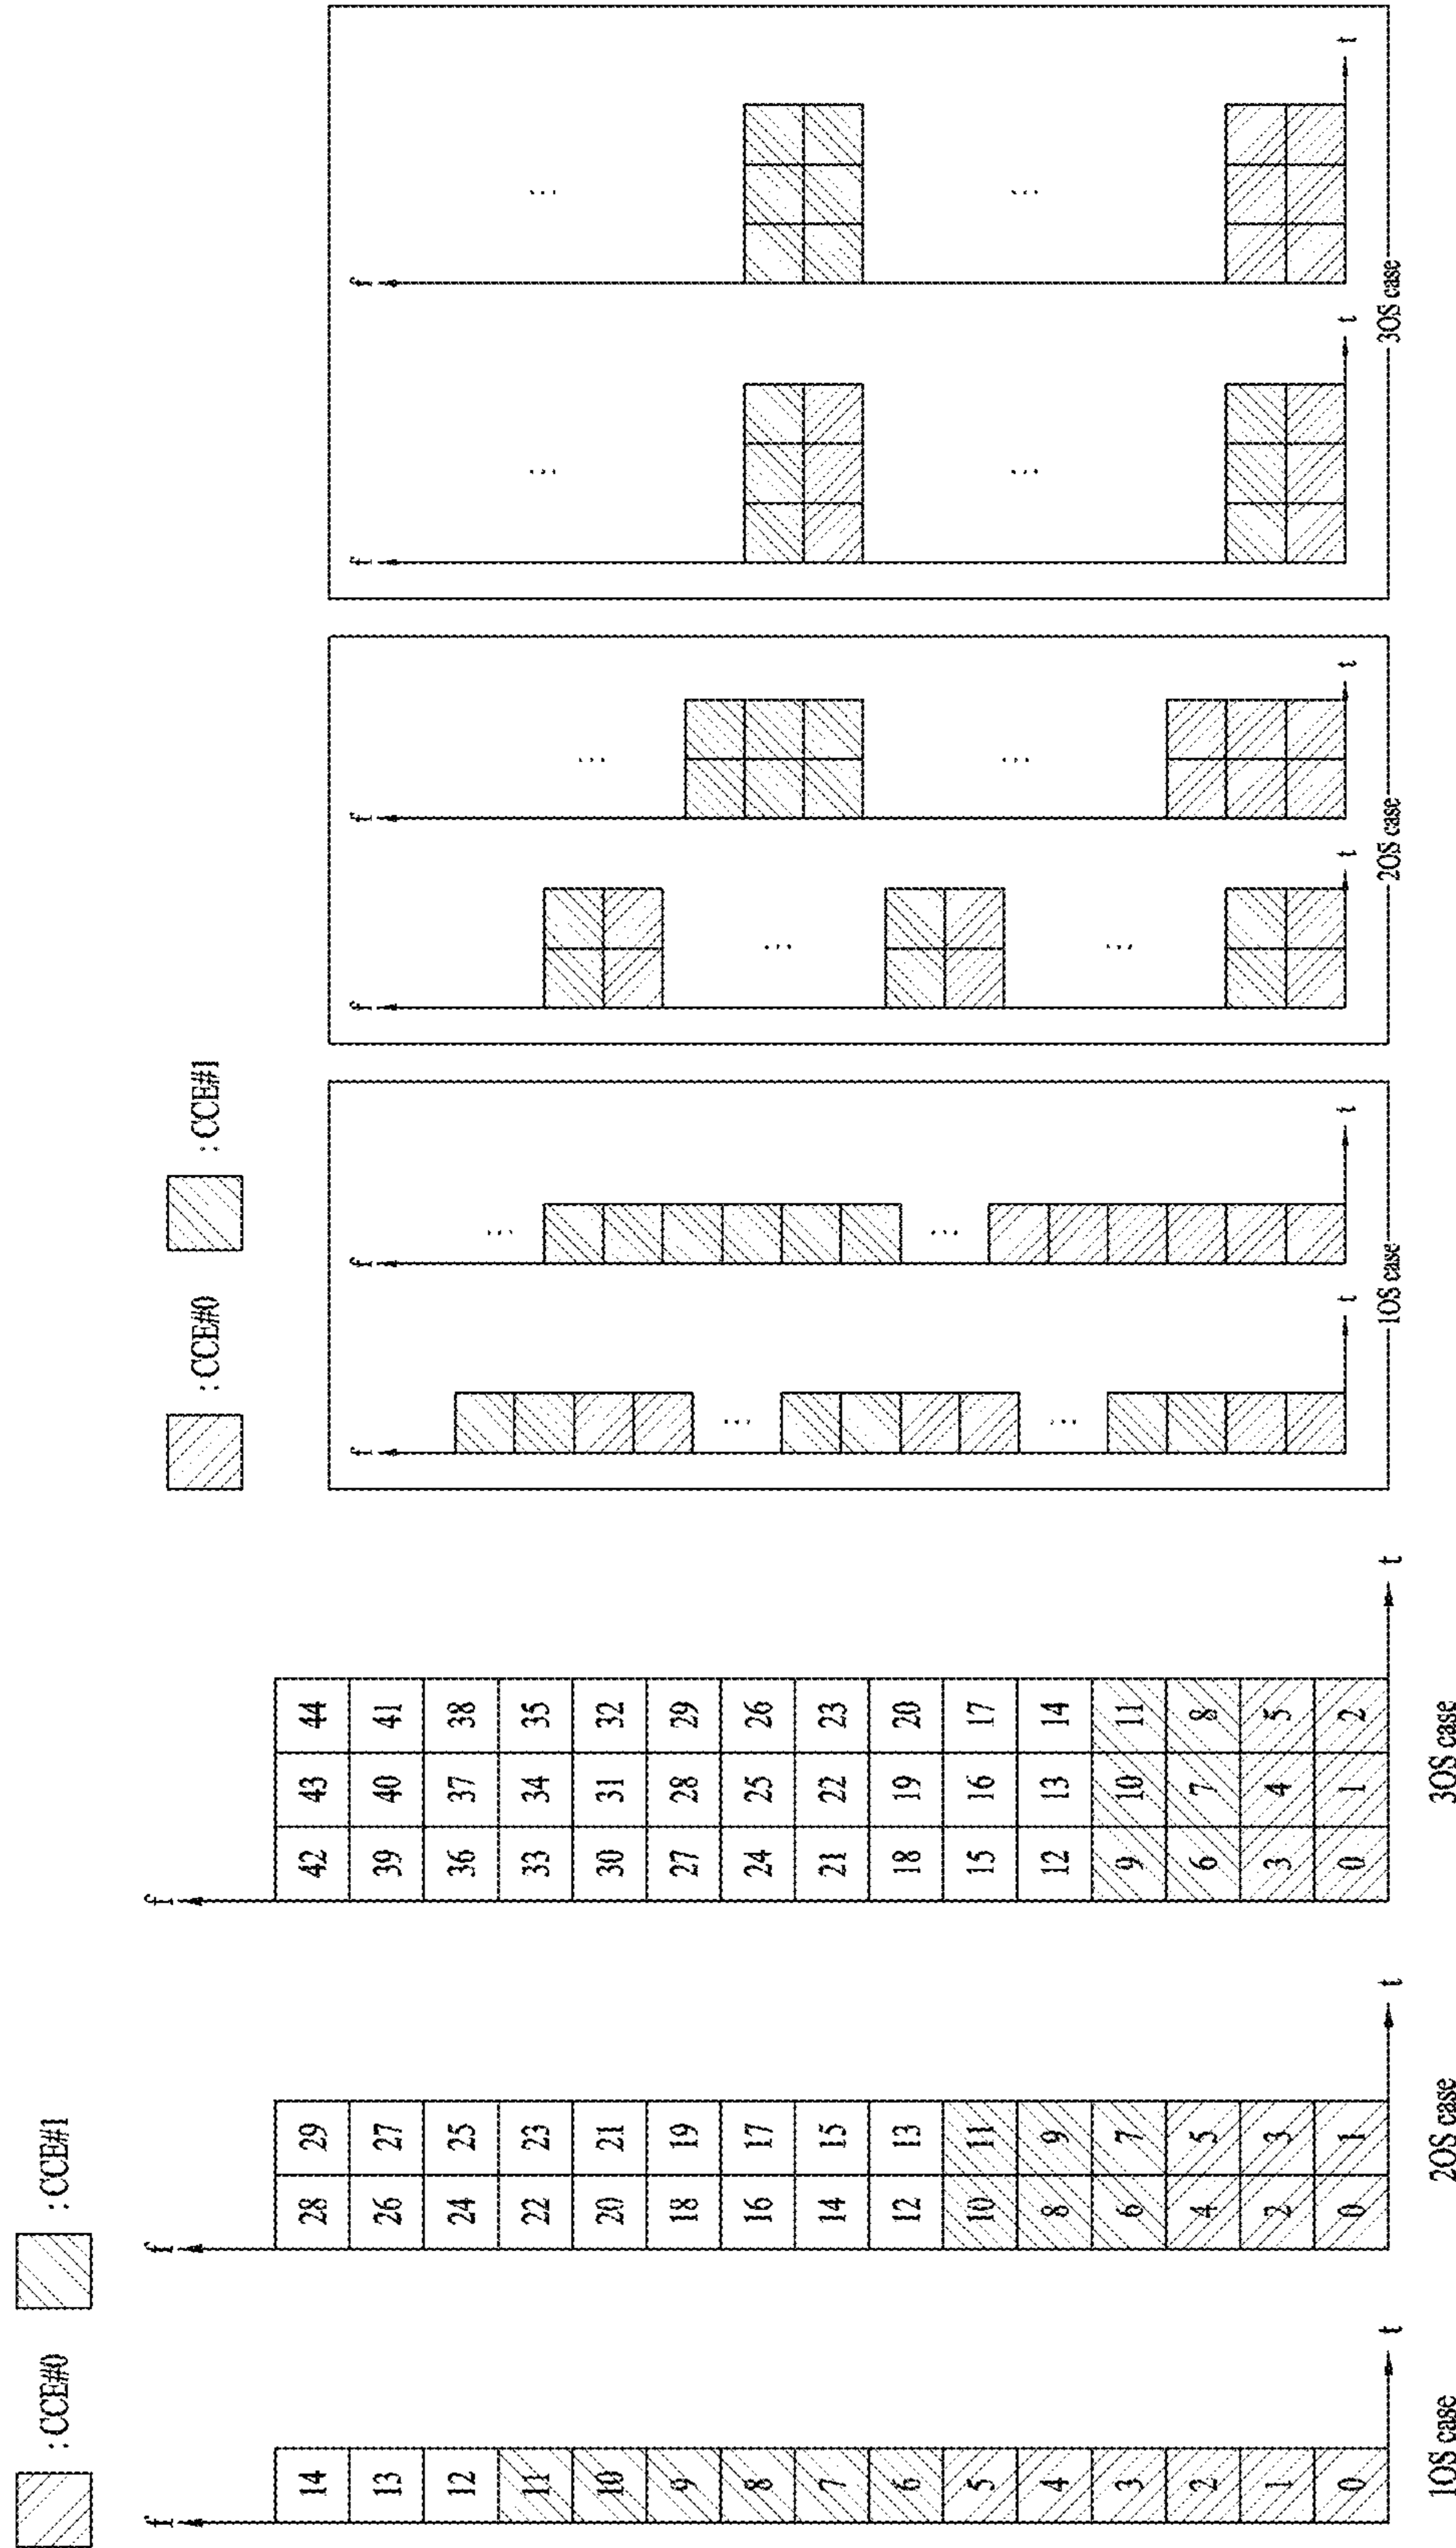 : CCE#0 : CCE#1
f
14
13
12
11
10
9
8
7
6
5
4
3
2
1
0
t
1OS case
f
28 29
26 27
24 25
22 23
20 21
18 19
16 17
14 15
12 13
10 11
8 9
6 7
4 5
2 3
0 1
t
2OS case
f
42 43 44
39 40 41
36 37 38
33 34 35
30 31 32
27 28 29
24 25 26
21 22 23
18 19 20
15 16 17
12 13 14
9 10 11
6 7 8
3 4 5
0 1 2
t
3OS case
: CCE#0 : CCE#1
f f
... ...
... ...
t t
1OS case
f f
... ...
... ...
t t
2OS case
f f
... ...
... ...
t t
3OS case